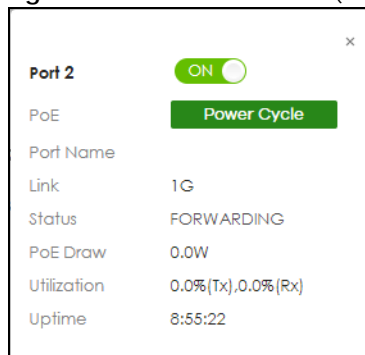 ×
Port 2 ON
PoE Power Cycle
Port Name
Link 1G
Status FORWARDING
PoE Draw 0.0W
Utilization 0.0%(Tx),0.0%(Rx)
Uptime 8:55:22